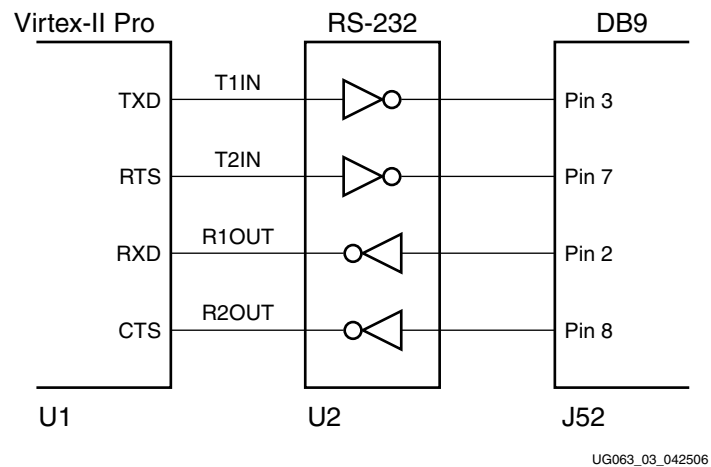 Virtex-II Pro RS-232 DB9
TXD T1IN Pin 3
RTS T2IN Pin 7
RXD R1OUT Pin 2
CTS R2OUT Pin 8
U1 U2 J52
UG063_03_042506